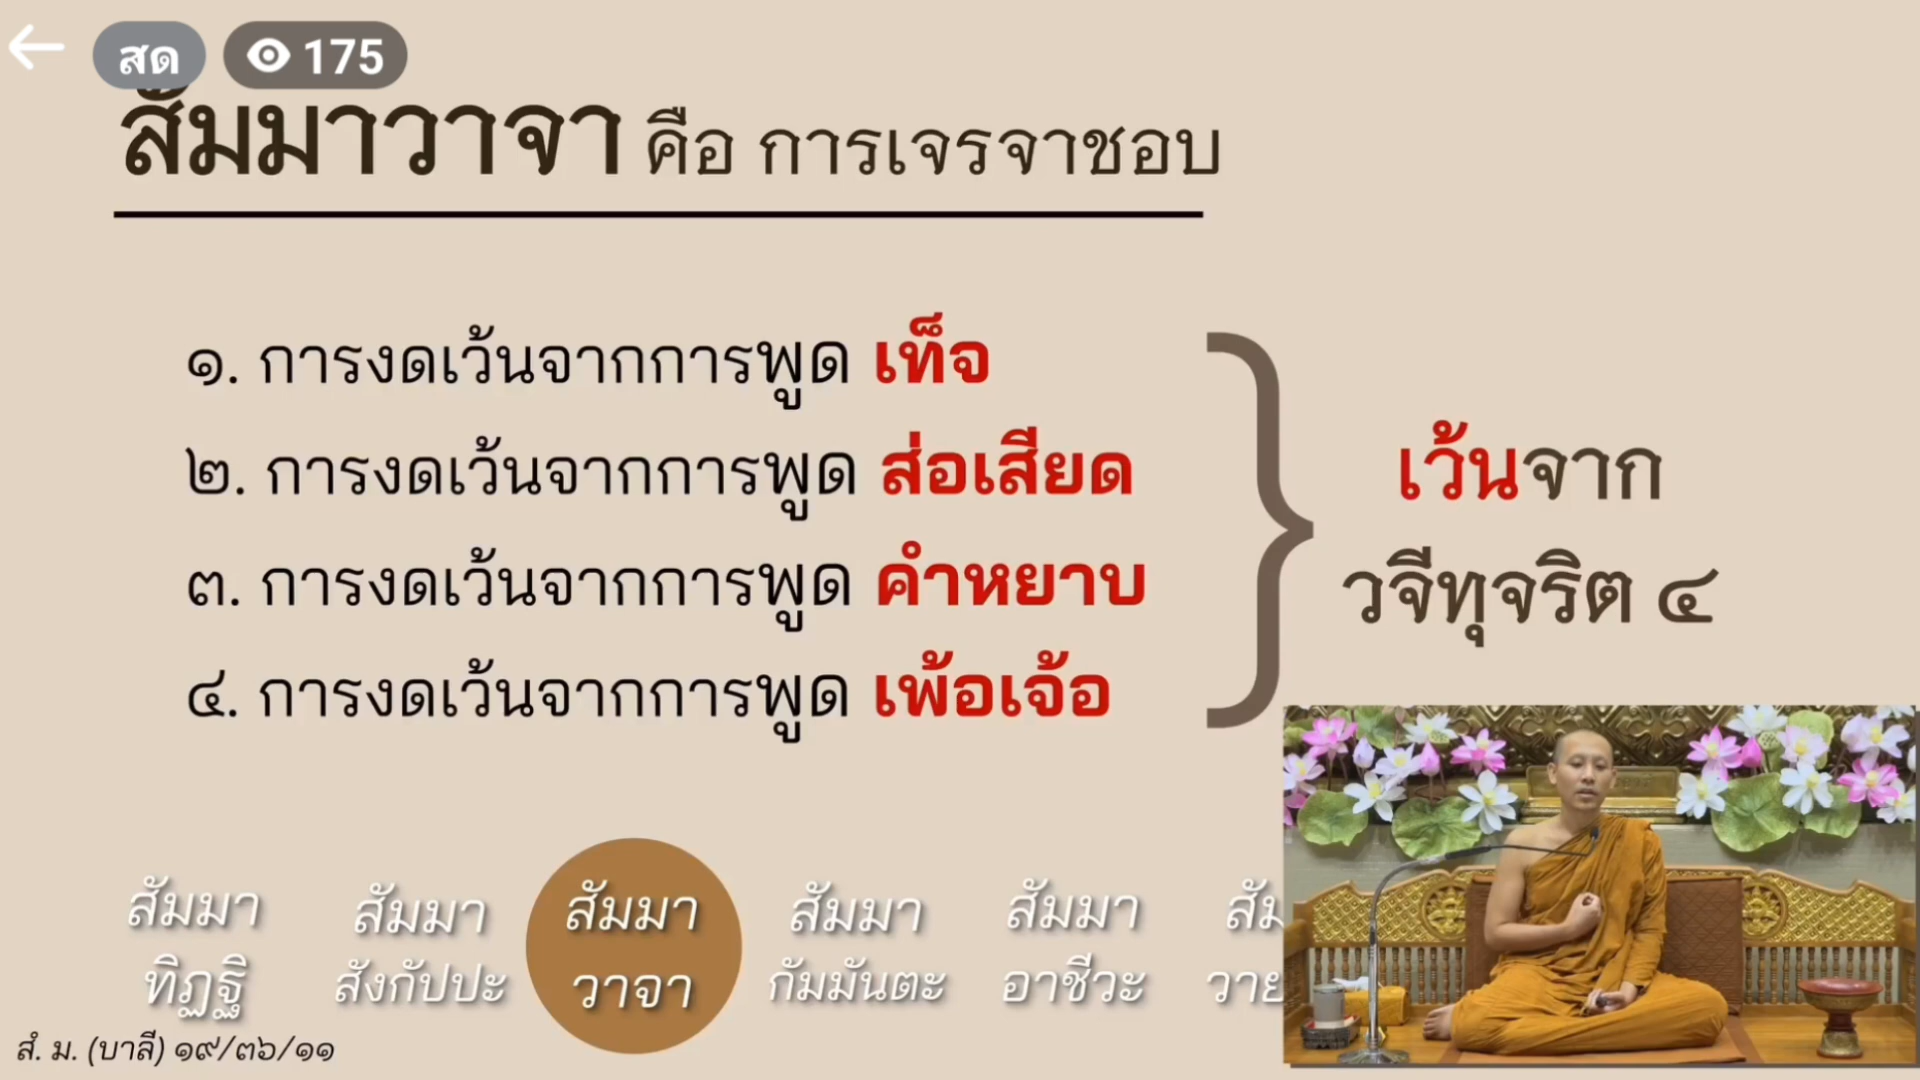 สด 175
สัมมาวาจา คือ การเจรจาชอบ
๑. การงดเว้นจากการพูด เท็จ
๒. การงดเว้นจากการพูด ส่อเสียด
๓. การงดเว้นจากการพูด คำหยาบ
๔. การงดเว้นจากการพูด เพ้อเจ้อ
เว้นจาก
วจีทุจริต ๔
สัมมา
ทิฏฐิ
สัมมา
สังกัปปะ
สัมมา
วาจา
สัมมา
กัมมันตะ
สัมมา
อาชีวะ
สํ. ม. (บาลี) ๑๙/๓๖/๑๑